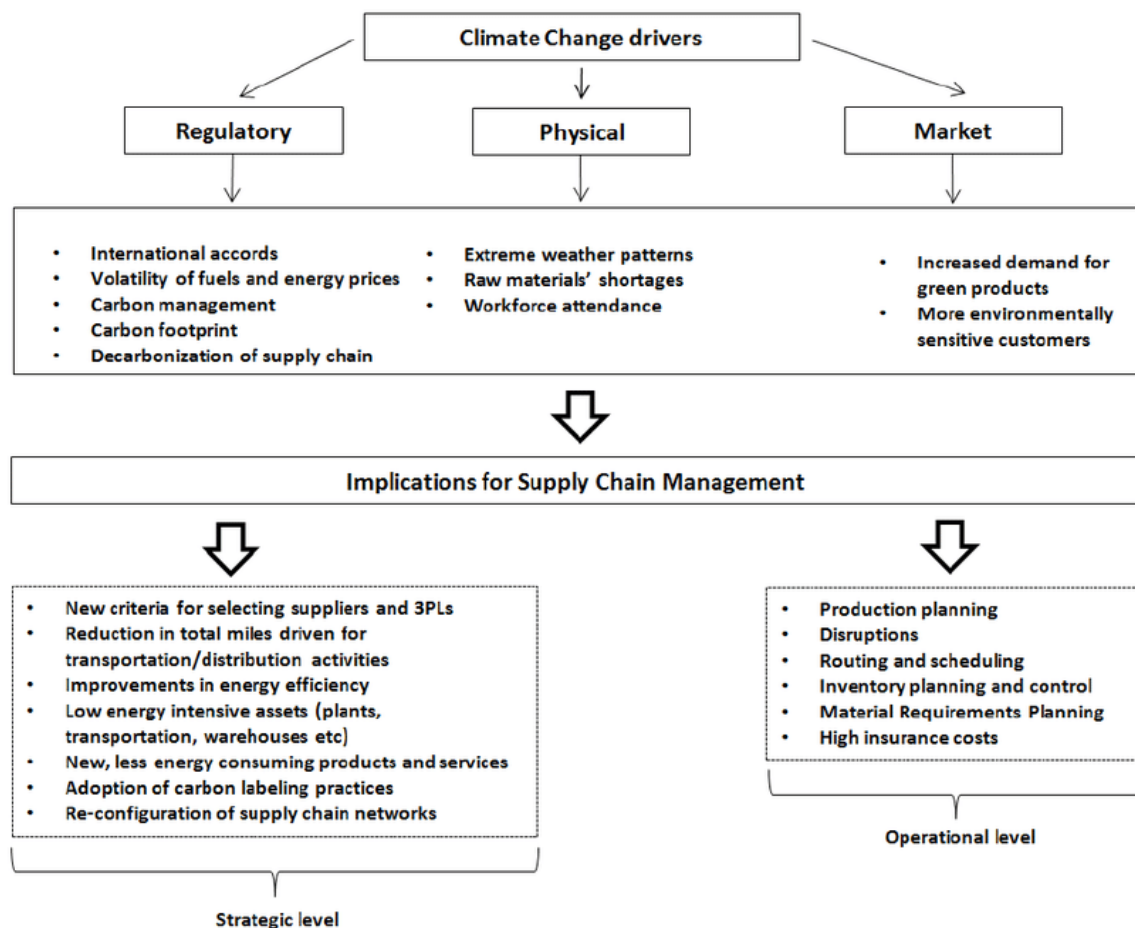 Climate Change drivers
Regulatory
Physical
Market
• International accords
• Volatility of fuels and energy prices
• Carbon management
• Carbon footprint
• Decarbonization of supply chain
• Extreme weather patterns
• Raw materials' shortages
• Workforce attendance
• Increased demand for
green products
• More environmentally
sensitive customers
Implications for Supply Chain Management
• New criteria for selecting suppliers and 3PLs
• Reduction in total miles driven for
transportation/distribution activities
• Improvements in energy efficiency
• Low energy intensive assets (plants,
transportation, warehouses etc)
• New, less energy consuming products and services
• Adoption of carbon labeling practices
• Re-configuration of supply chain networks
Strategic level
• Production planning
• Disruptions
• Routing and scheduling
• Inventory planning and control
• Material Requirements Planning
• High insurance costs
Operational level